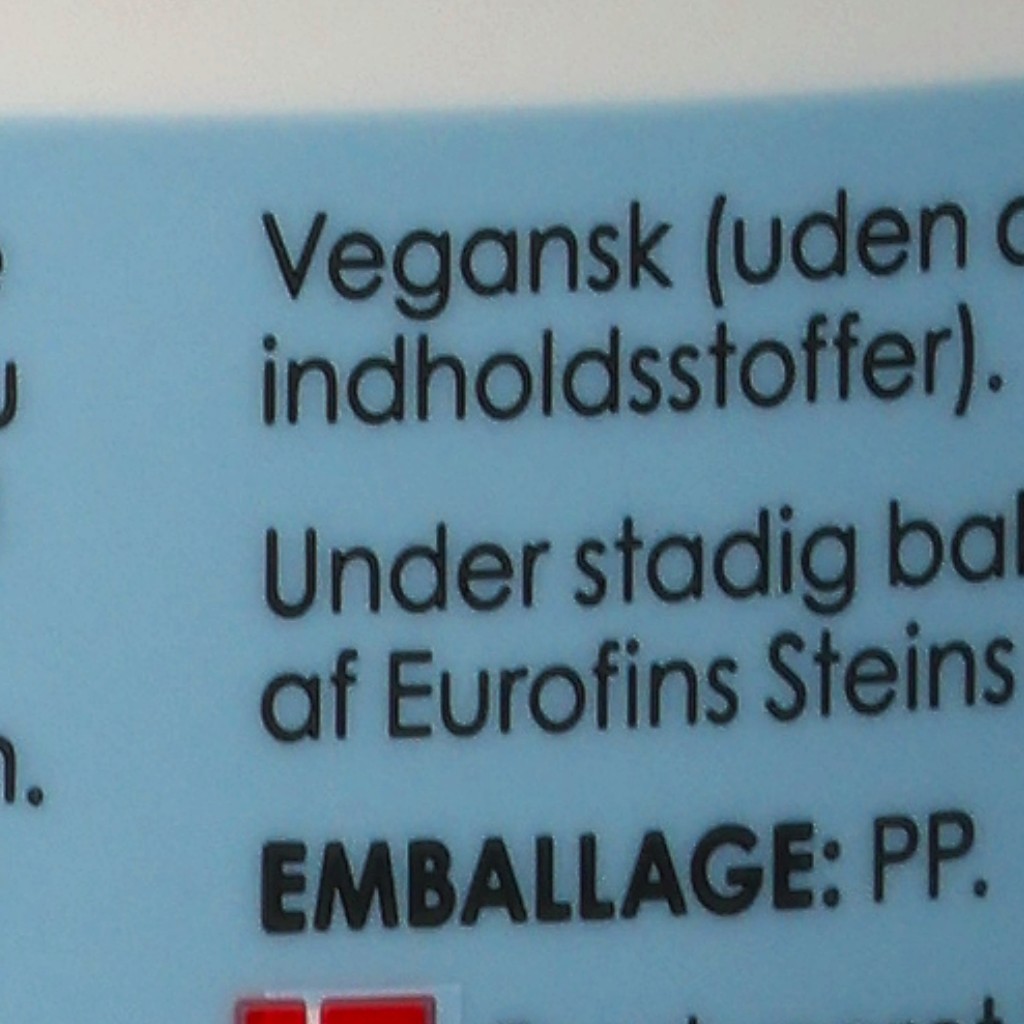 Vegansk (uden
indholdsstoffer).
Under stadig
af Eurofins Steins
EMBALLAGE: PP.